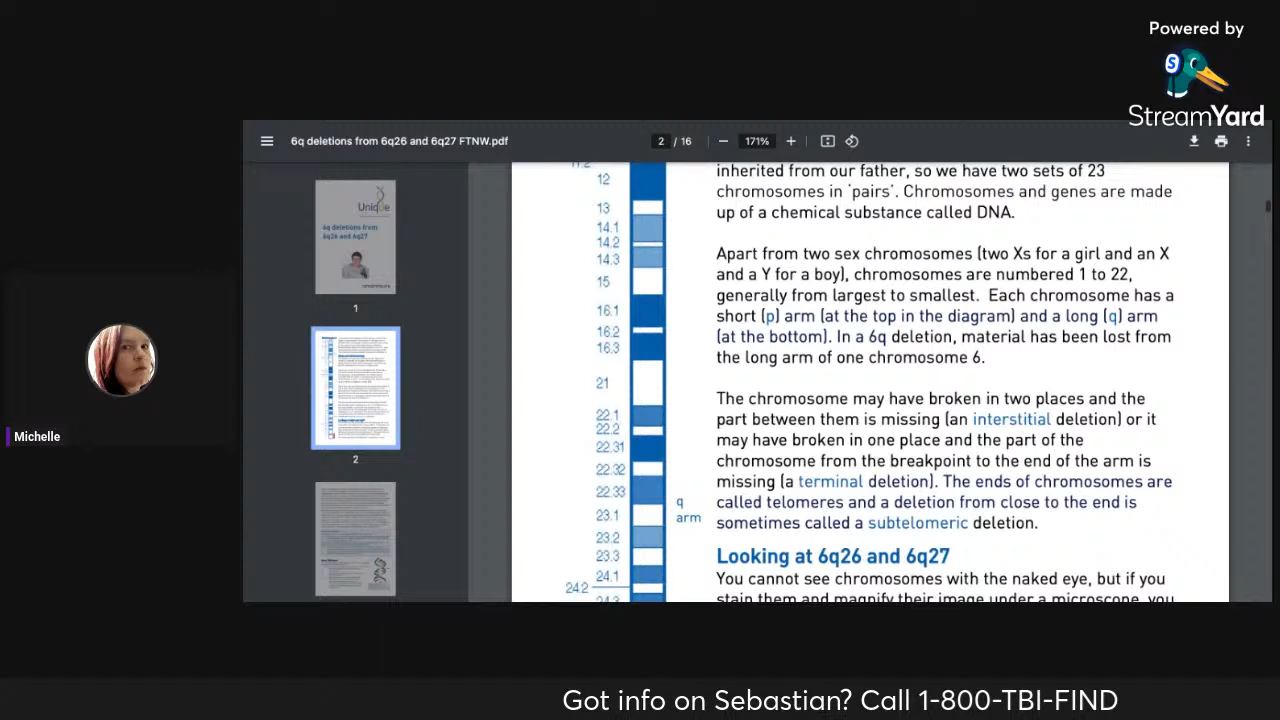 Powered by
StreamYard
6q deletions from 6q26 and 6q27 FTNW.pdf
2 / 16
171%
Unique
6q deletions from
6q26 and 6q27
1
2
Michelle
12
13
14.1
14.2
14.3
15
16.1
16.2
16.3
21
22.1
22.2
22.31
22.32
22.33
23.1
23.2
23.3
24.1
24.2
24.3
q
arm
inherited from our father, so we have two sets of 23
chromosomes in 'pairs'. Chromosomes and genes are made
up of a chemical substance called DNA.
Apart from two sex chromosomes (two Xs for a girl and an X
and a Y for a boy), chromosomes are numbered 1 to 22,
generally from largest to smallest. Each chromosome has a
short (p) arm (at the top in the diagram) and a long (q) arm
(at the bottom). In a 6q deletion, material has been lost from
the long arm of one chromosome 6.
The chromosome may have broken in two places and the
part between them is missing (an interstitial deletion) or it
may have broken in one place and the part of the
chromosome from the breakpoint to the end of the arm is
missing (a terminal deletion). The ends of chromosomes are
called telomeres and a deletion from close to the end is
sometimes called a subtelomeric deletion.
Looking at 6q26 and 6q27
You cannot see chromosomes with the naked eye, but if you
stain them and magnify their image under a microscope, you
Got info on Sebastian? Call 1-800-TBI-FIND